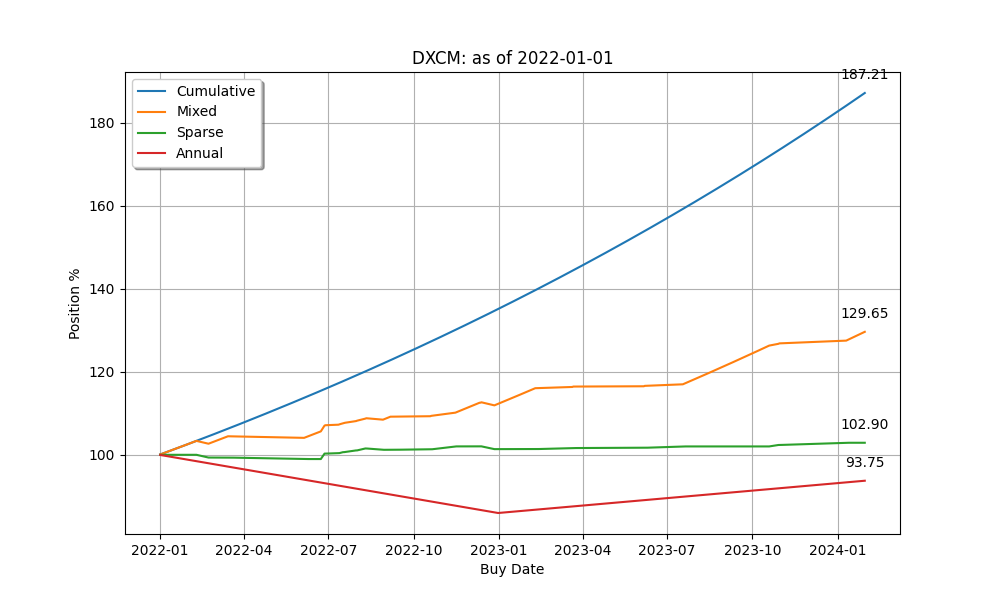 DXCM: as of 2022-01-01
187.21
Cumulative
Mixed
Sparse
Annual
180
160
140
129.65
120
102.90
100
93.75
Position %
2022-01 2022-04 2022-07 2022-10 2023-01 2023-04 2023-07 2023-10 2024-01
Buy Date